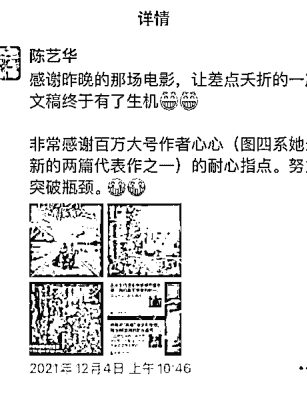 详情
陈艺华
感谢昨晚的那场电影，让差点夭折的一
文稿终于有了生机😁😁
非常感谢百万大号作者心心（图四系她
新的两篇代表作之一）的耐心指点。努
突破瓶颈。😁😁
2021年12月4日 上午10:46